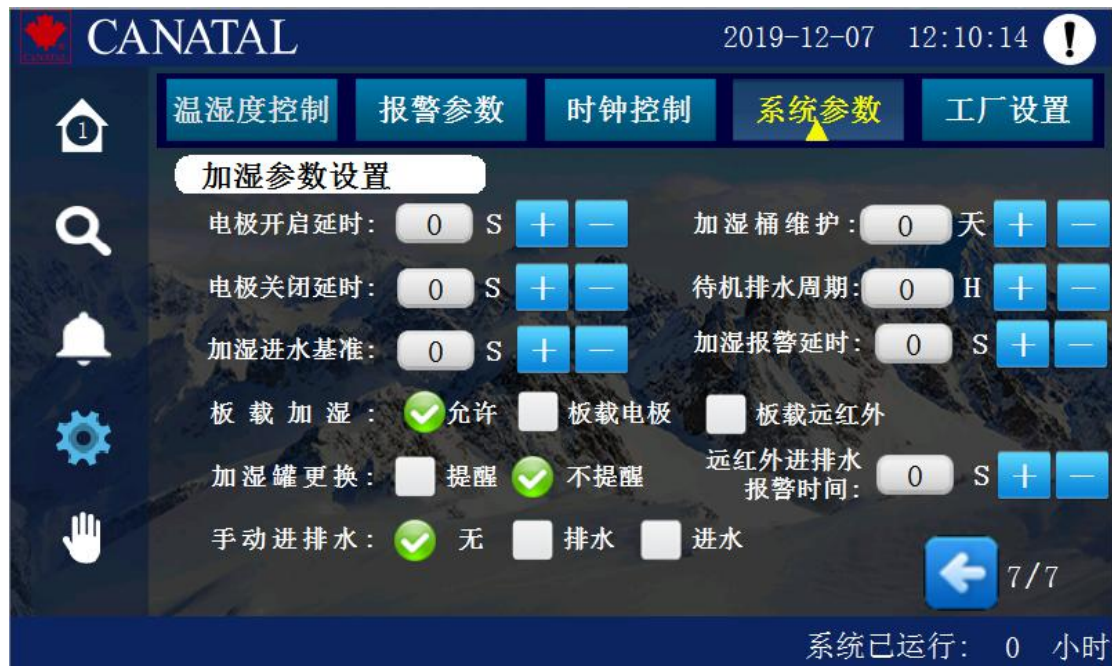 CANATAL
2019-12-07 12:10:14
温湿度控制 报警参数 时钟控制 系统参数 工厂设置
1
加湿参数设置
电极开启延时: 0 S + − 加湿桶维护: 0 天 + −
电极关闭延时: 0 S + − 待机排水周期: 0 H + −
加湿进水基准: 0 S + − 加湿报警延时: 0 S + −
板载加湿: 允许 板载电极 板载远红外
加湿罐更换: 提醒 不提醒 远红外进排水
报警时间: 0 S + −
手动进排水: 无 排水 进水
7/7
系统已运行: 0 小时